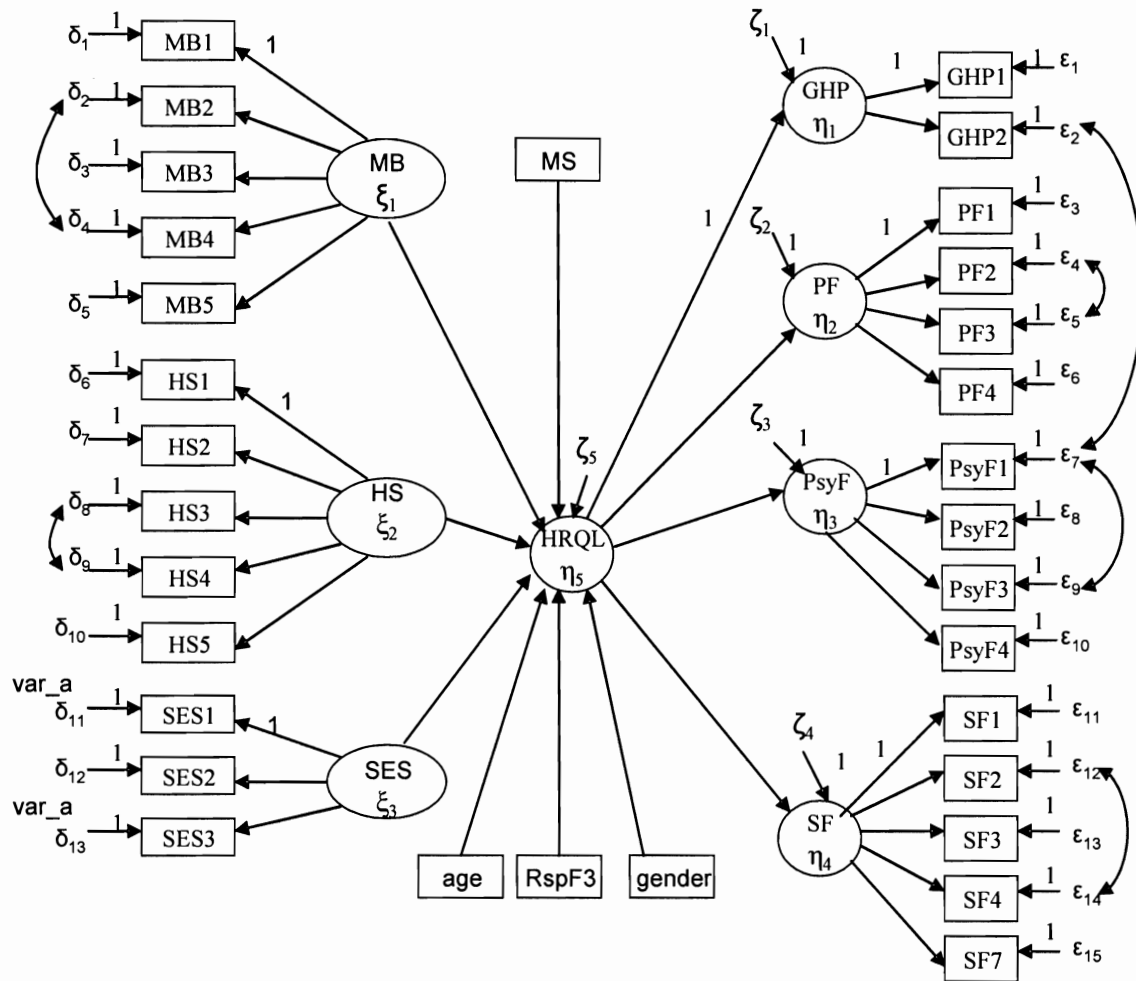 δ₁ 1 MB1 1
δ₂ 1 MB2
δ₃ 1 MB3
δ₄ 1 MB4
δ₅ 1 MB5
MB
ξ₁
δ₆ 1 HS1 1
δ₇ 1 HS2
δ₈ 1 HS3
δ₉ 1 HS4
δ₁₀ 1 HS5
HS
ξ₂
var_a
δ₁₁ 1 SES1 1
δ₁₂ 1 SES2
var_a
δ₁₃ 1 SES3
SES
ξ₃
MS
ζ₅
HRQL
η₅
age
RspF3
gender
1
ζ₁ 1
GHP
η₁
1 GHP1 1 ε₁
GHP2 1 ε₂
ζ₂ 1
PF
η₂
1 PF1 1 ε₃
PF2 1 ε₄
PF3 1 ε₅
PF4 1 ε₆
ζ₃ 1
PsyF
η₃
1 PsyF1 1 ε₇
PsyF2 1 ε₈
PsyF3 1 ε₉
PsyF4 1 ε₁₀
ζ₄ 1
SF
η₄
1 SF1 1 ε₁₁
SF2 1 ε₁₂
SF3 1 ε₁₃
SF4 1 ε₁₄
SF7 1 ε₁₅